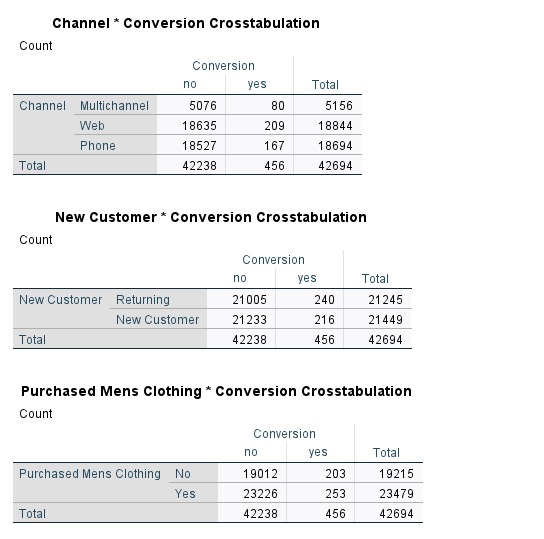 Channel * Conversion Crosstabulation
Count
Conversion
no yes Total
Channel Multichannel 5076 80 5156
Web 18635 209 18844
Phone 18527 167 18694
Total 42238 456 42694
New Customer * Conversion Crosstabulation
Count
Conversion
no yes Total
New Customer Returning 21005 240 21245
New Customer 21233 216 21449
Total 42238 456 42694
Purchased Mens Clothing * Conversion Crosstabulation
Count
Conversion
no yes Total
Purchased Mens Clothing No 19012 203 19215
Yes 23226 253 23479
Total 42238 456 42694